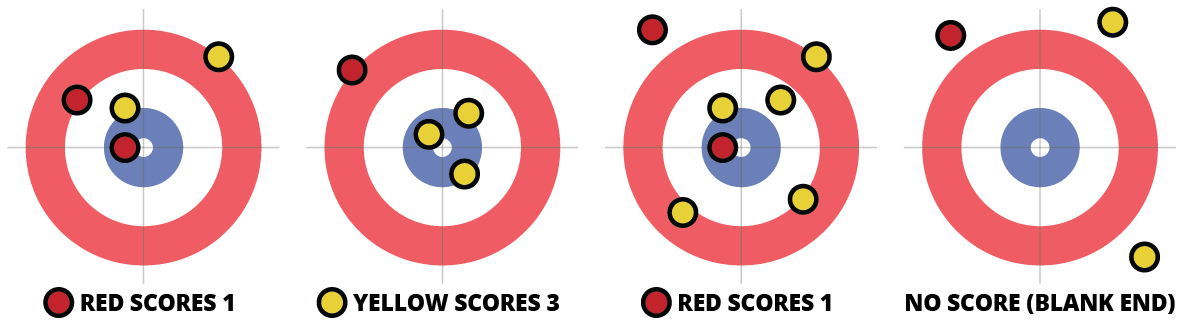 RED SCORES 1
YELLOW SCORES 3
RED SCORES 1
NO SCORE (BLANK END)